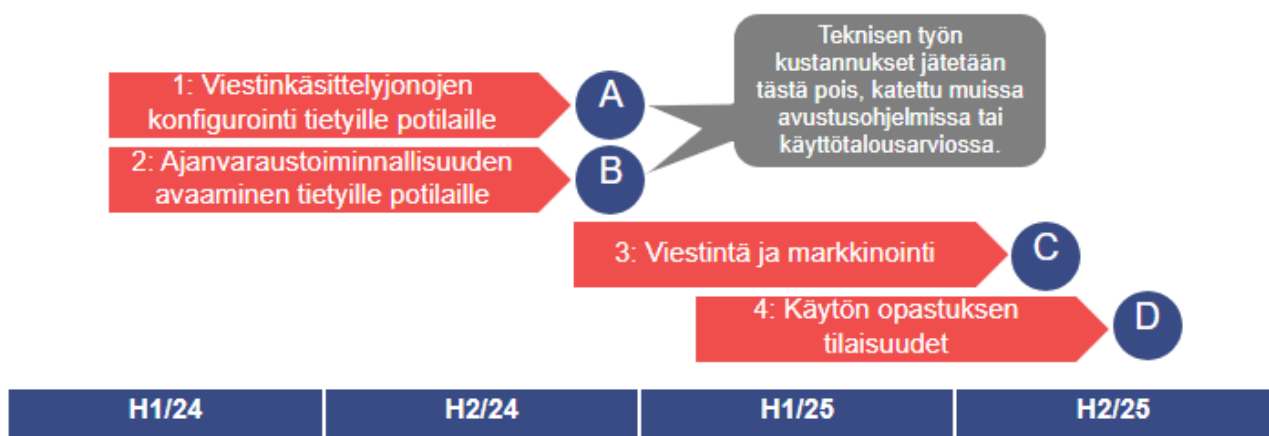 Teknisen työn
kustannukset jätetään
tästä pois, katettu muissa
avustusohjelmissa tai
käyttötalousarviossa.
1: Viestinkäsittelyjonojen
konfigurointi tietyille potilaille
A
2: Ajanvaraustoiminnallisuuden
avaaminen tietyille potilaille
B
3: Viestintä ja markkinointi
C
4: Käytön opastuksen
tilaisuudet
D
H1/24
H2/24
H1/25
H2/25